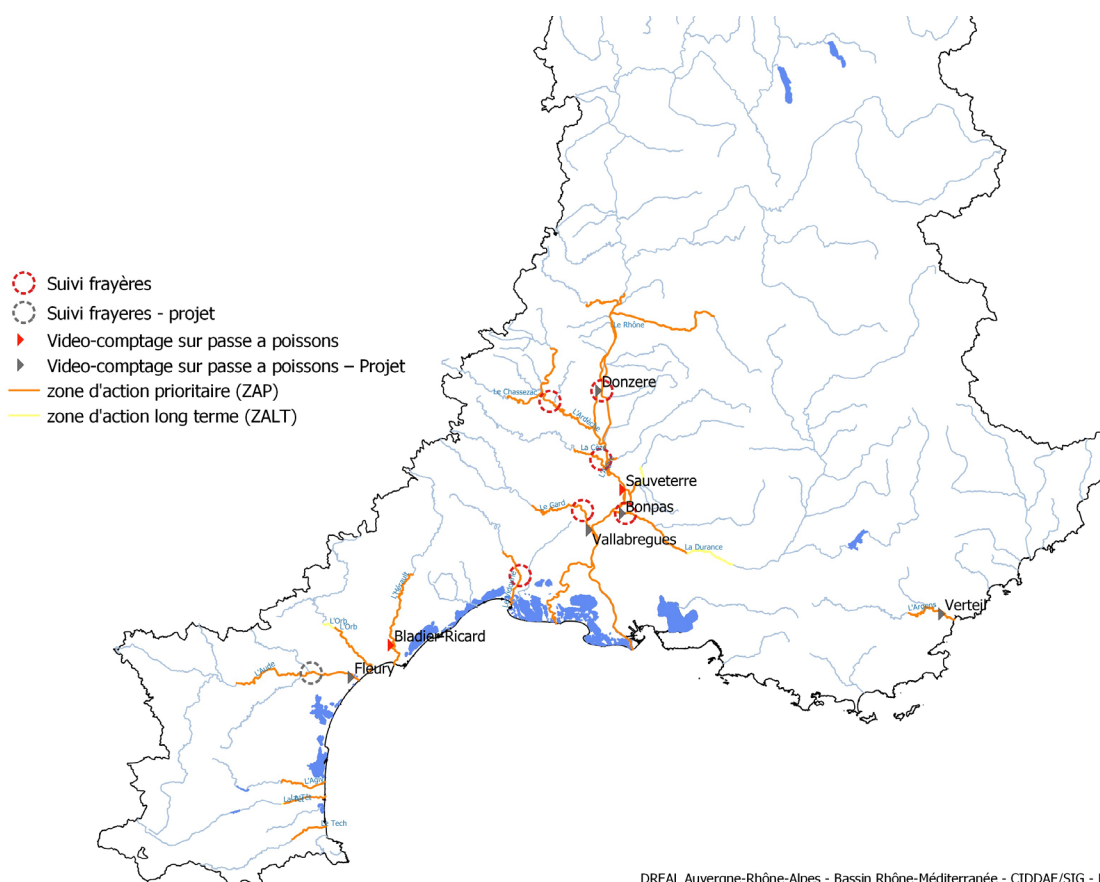 Suivi frayères
Suivi frayeres - projet
Video-comptage sur passe a poissons
Video-comptage sur passe a poissons – Projet
zone d'action prioritaire (ZAP)
zone d'action long terme (ZALT)
Le Rhône
Donzere
Le Chassezac
L'Ardèche
Sauveterre
Le Gard
Bonpas
Vallabregues
La Durance
L'Hérault
L'Argens
Verteil
L'Orb
L'Orb
Bladier-Ricard
L'Aude
Fleury
L'Agly
Le Tech
DREAL Auvergne-Rhône-Alpes - Bassin Rhône-Méditerranée - CIDDAE/SIG -